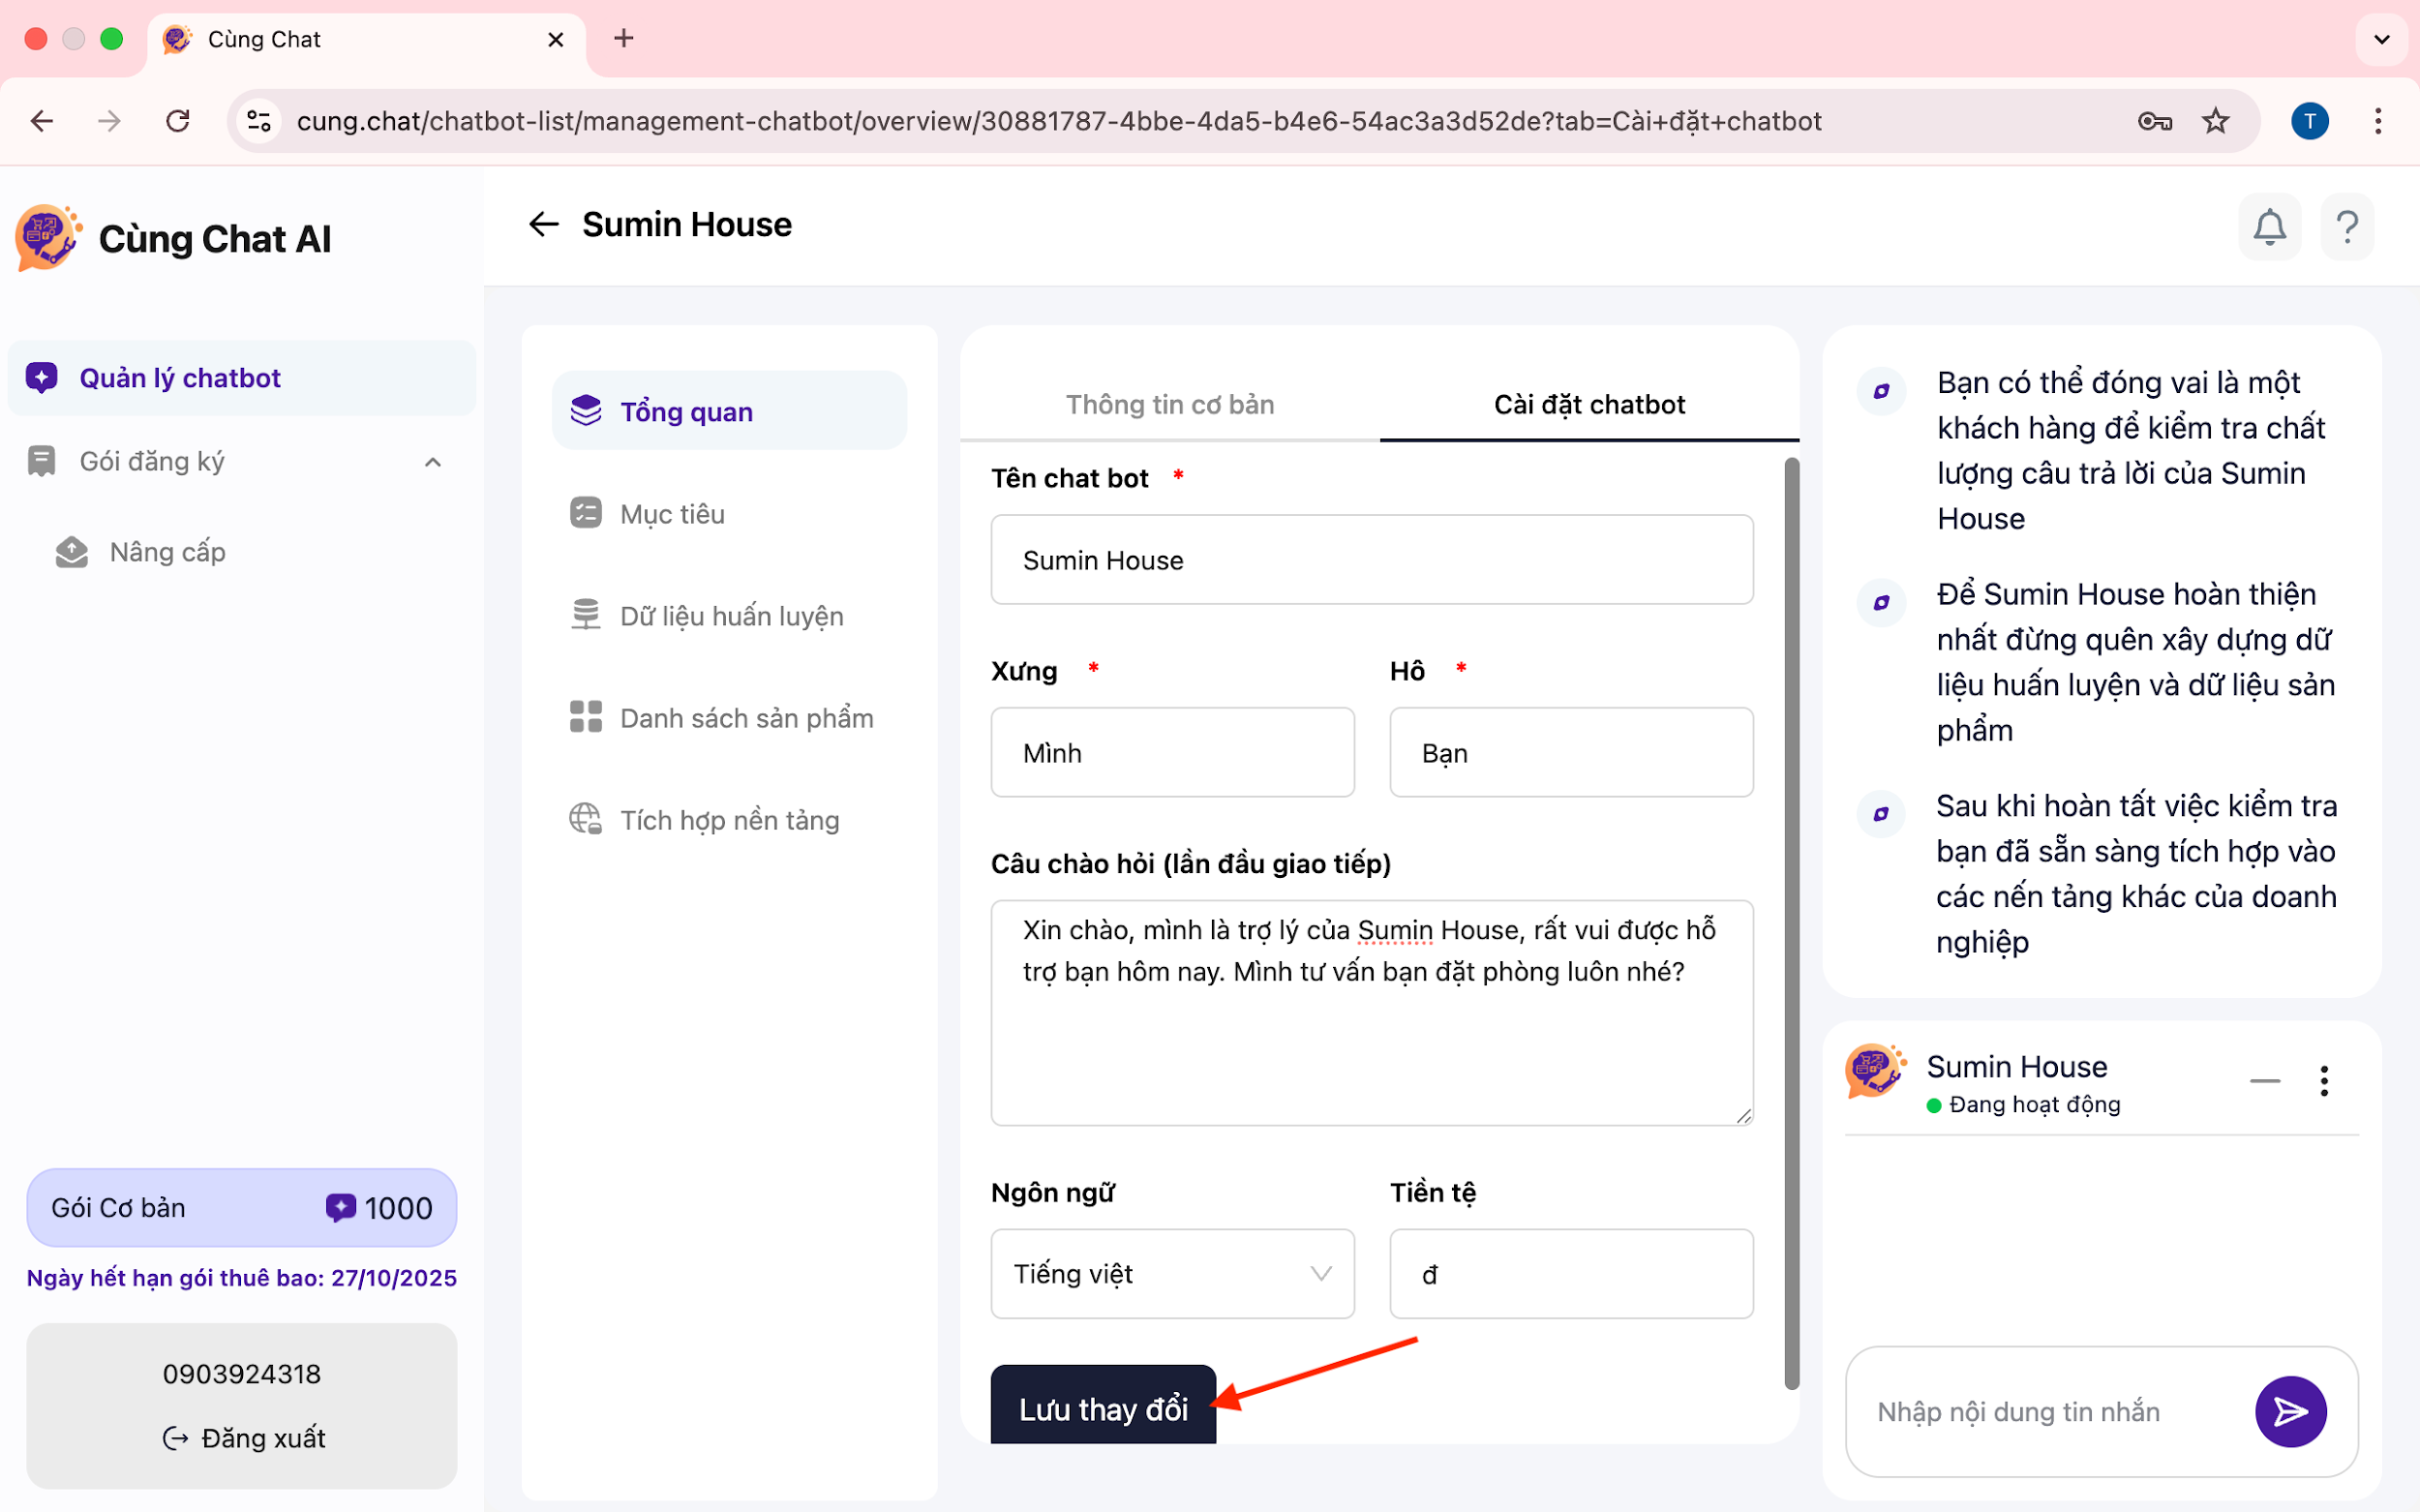 Cùng Chat
cung.chat/chatbot-list/management-chatbot/overview/30881787-4bbe-4da5-b4e6-54ac3a3d52de?tab=Cài+đặt+chatbot
T
Cùng Chat AI
Quản lý chatbot
Gói đăng ký
Nâng cấp
Gói Cơ bản 1000
Ngày hết hạn gói thuê bao: 27/10/2025
0903924318
Đăng xuất
Sumin House
Tổng quan
Mục tiêu
Dữ liệu huấn luyện
Danh sách sản phẩm
Tích hợp nền tảng
Thông tin cơ bản
Cài đặt chatbot
Tên chat bot *
Sumin House
Xưng * Hô *
Mình Bạn
Câu chào hỏi (lần đầu giao tiếp)
Xin chào, mình là trợ lý của Sumin House, rất vui được hỗ
trợ bạn hôm nay. Mình tư vấn bạn đặt phòng luôn nhé?
Ngôn ngữ Tiền tệ
Tiếng việt đ
Lưu thay đổi
Bạn có thể đóng vai là một
khách hàng để kiểm tra chất
lượng câu trả lời của Sumin
House
Để Sumin House hoàn thiện
nhất đừng quên xây dựng dữ
liệu huấn luyện và dữ liệu sản
phẩm
Sau khi hoàn tất việc kiểm tra
bạn đã sẵn sàng tích hợp vào
các nến tảng khác của doanh
nghiệp
Sumin House
Đang hoạt động
Nhập nội dung tin nhắn